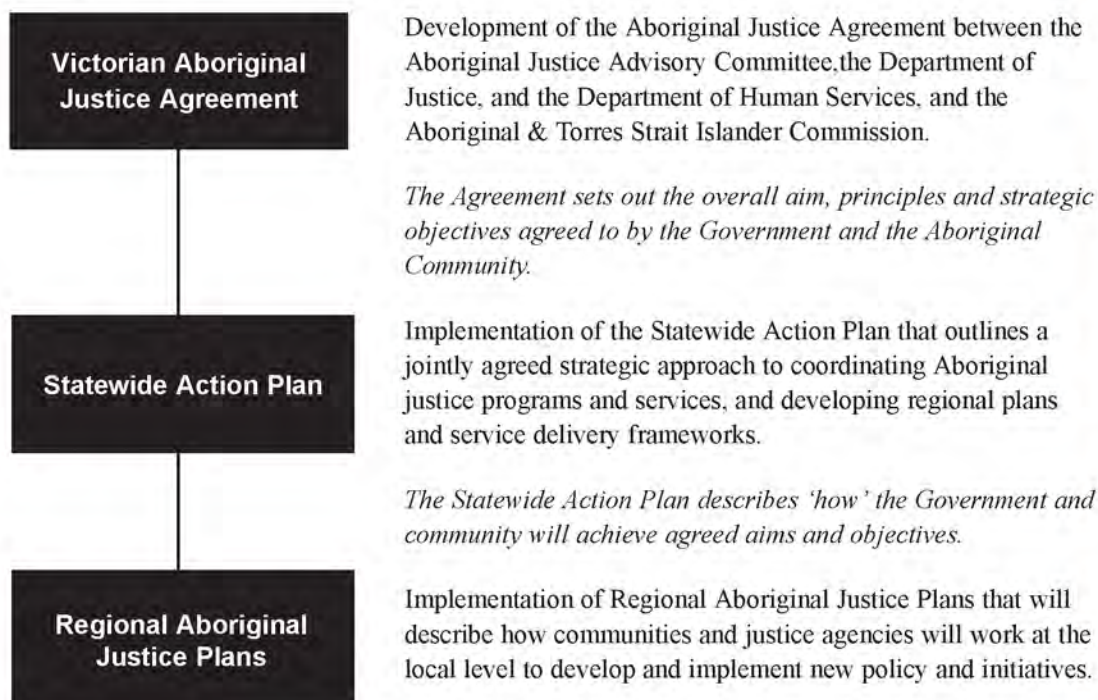 Victorian Aboriginal
Justice Agreement
Development of the Aboriginal Justice Agreement between the
Aboriginal Justice Advisory Committee,the Department of
Justice, and the Department of Human Services, and the
Aboriginal & Torres Strait Islander Commission.
The Agreement sets out the overall aim, principles and strategic
objectives agreed to by the Government and the Aboriginal
Community.
Statewide Action Plan
Implementation of the Statewide Action Plan that outlines a
jointly agreed strategic approach to coordinating Aboriginal
justice programs and services, and developing regional plans
and service delivery frameworks.
The Statewide Action Plan describes ‘how’ the Government and
community will achieve agreed aims and objectives.
Regional Aboriginal
Justice Plans
Implementation of Regional Aboriginal Justice Plans that will
describe how communities and justice agencies will work at the
local level to develop and implement new policy and initiatives.